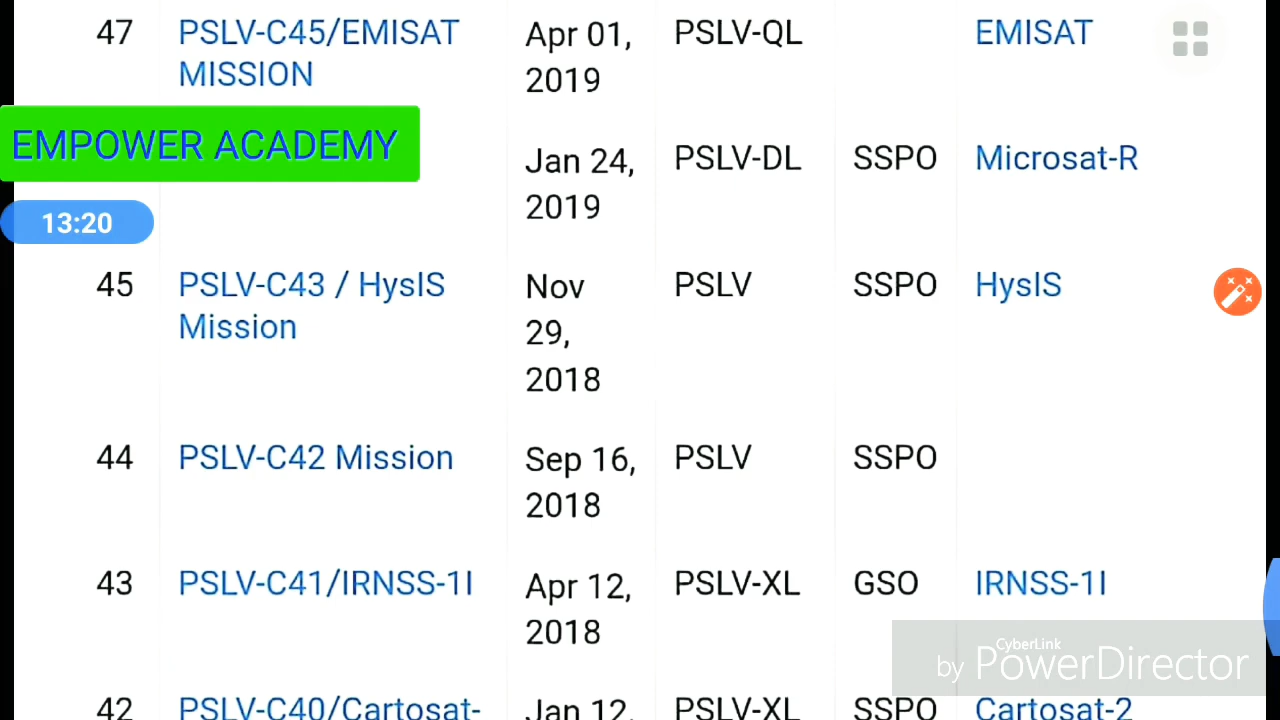 47 PSLV-C45/EMISAT Apr 01, PSLV-QL EMISAT
MISSION 2019
EMPOWER ACADEMY
Jan 24, PSLV-DL SSPO Microsat-R
2019
13:20
45 PSLV-C43 / HysIS Nov PSLV SSPO HysIS
Mission 29,
2018
44 PSLV-C42 Mission Sep 16, PSLV SSPO
2018
43 PSLV-C41/IRNSS-1I Apr 12, PSLV-XL GSO IRNSS-1I
2018
CyberLink
by PowerDirector
42 PSLV-C40/Cartosat- Jan 12, PSLV-XL SSPO Cartosat-2